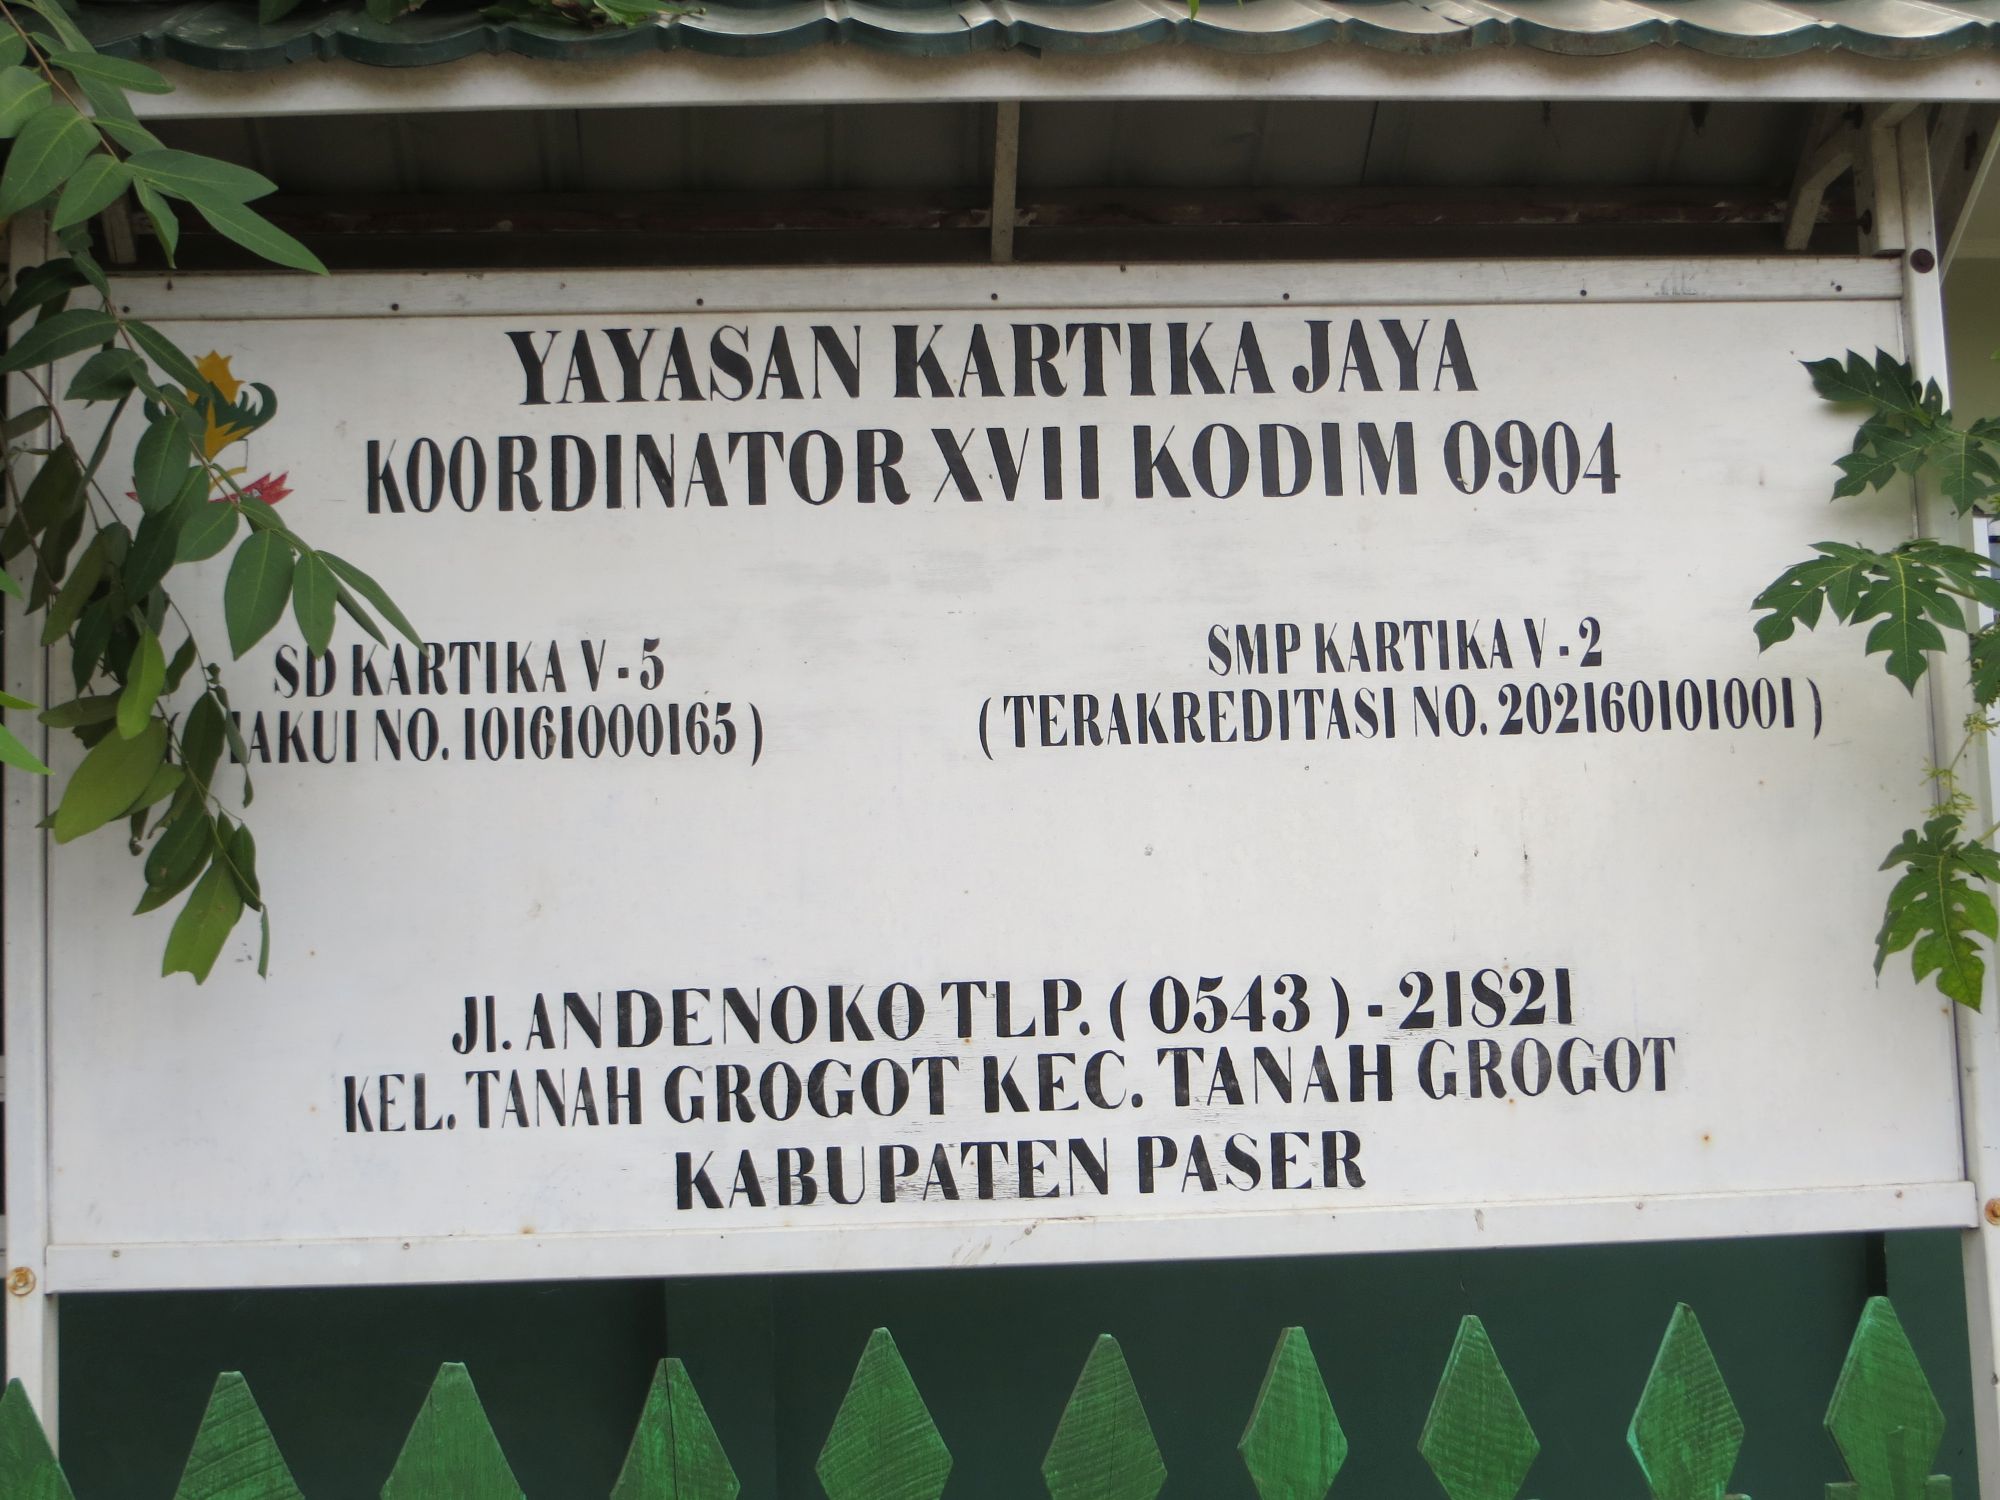 YAYASAN KARTIKA JAYA
KOORDINATOR XVII KODIM 0904
SD KARTIKA V - 5
NO. 10161000165 )
SMP KARTIKA V - 2
( TERAKREDITASI NO. 202160101001 )
Jl. ANDENOKO TLP. ( 0543 ) - 21821
KEL. TANAH GROGOT KEC. TANAH GROGOT
KABUPATEN PASER